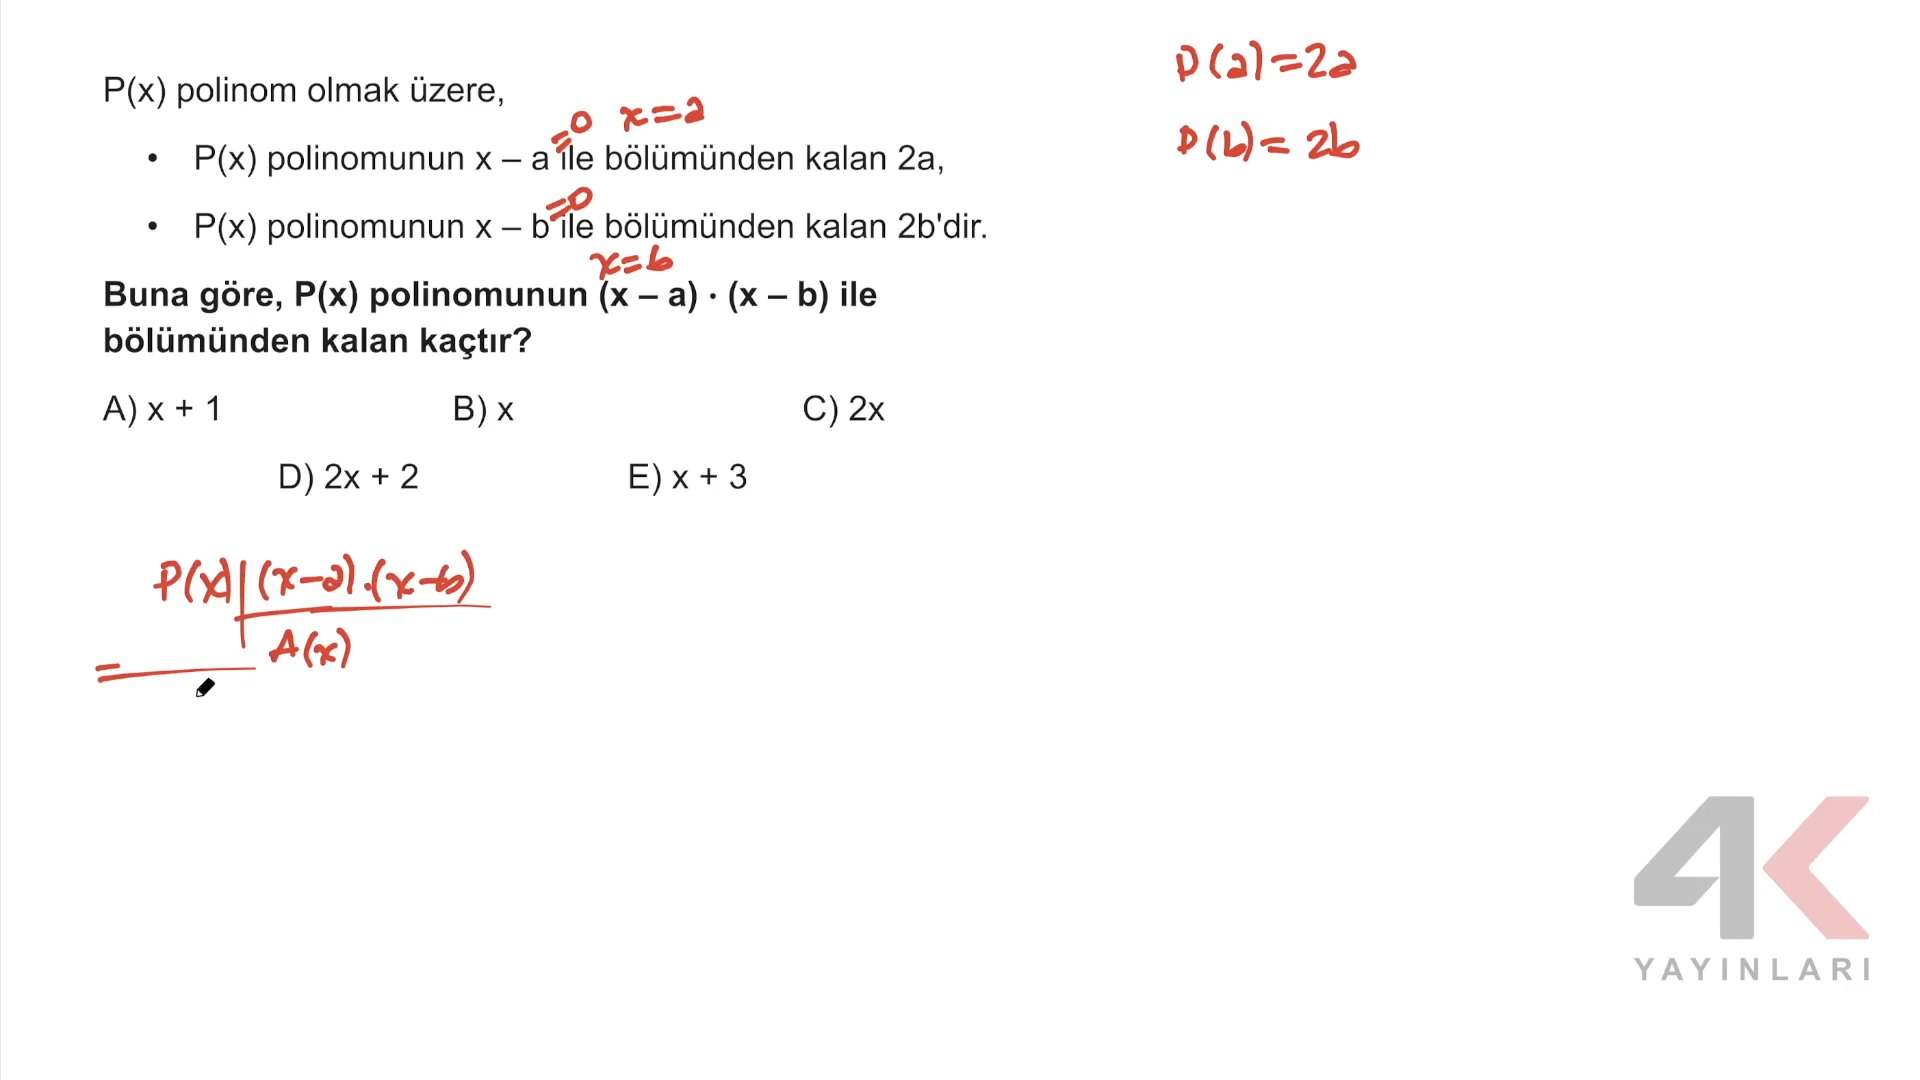 P(x) polinom olmak üzere,
=0 x=a
• P(x) polinomunun x – a ile bölümünden kalan 2a,
=0
• P(x) polinomunun x – b ile bölümünden kalan 2b'dir.
x=b
Buna göre, P(x) polinomunun (x – a) · (x – b) ile
bölümünden kalan kaçtır?
A) x + 1 B) x C) 2x
D) 2x + 2 E) x + 3
P(x) (x-a).(x-b)
A(x)
=
P(a)=2a
P(b)=2b
4K
YAYINLARI